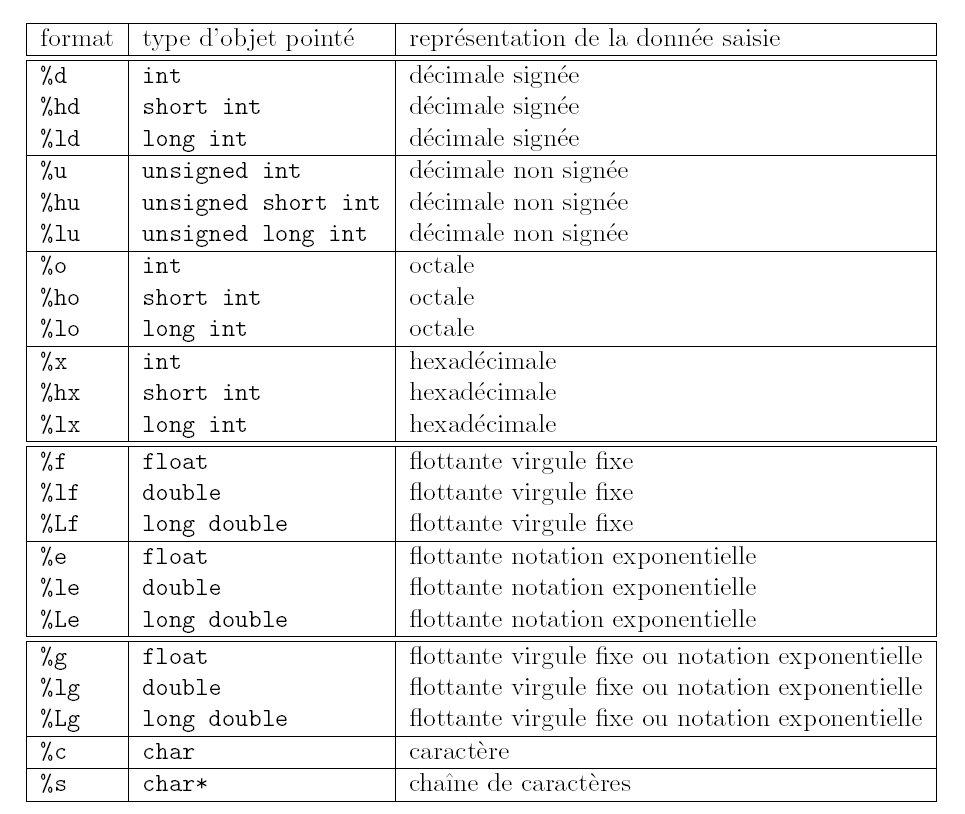 format type d'objet pointé représentation de la donnée saisie
%d int décimale signée
%hd short int décimale signée
%ld long int décimale signée
%u unsigned int décimale non signée
%hu unsigned short int décimale non signée
%lu unsigned long int décimale non signée
%o int octale
%ho short int octale
%lo long int octale
%x int hexadécimale
%hx short int hexadécimale
%lx long int hexadécimale
%f float flottante virgule fixe
%lf double flottante virgule fixe
%Lf long double flottante virgule fixe
%e float flottante notation exponentielle
%le double flottante notation exponentielle
%Le long double flottante notation exponentielle
%g float flottante virgule fixe ou notation exponentielle
%lg double flottante virgule fixe ou notation exponentielle
%Lg long double flottante virgule fixe ou notation exponentielle
%c char caractère
%s char* chaîne de caractères